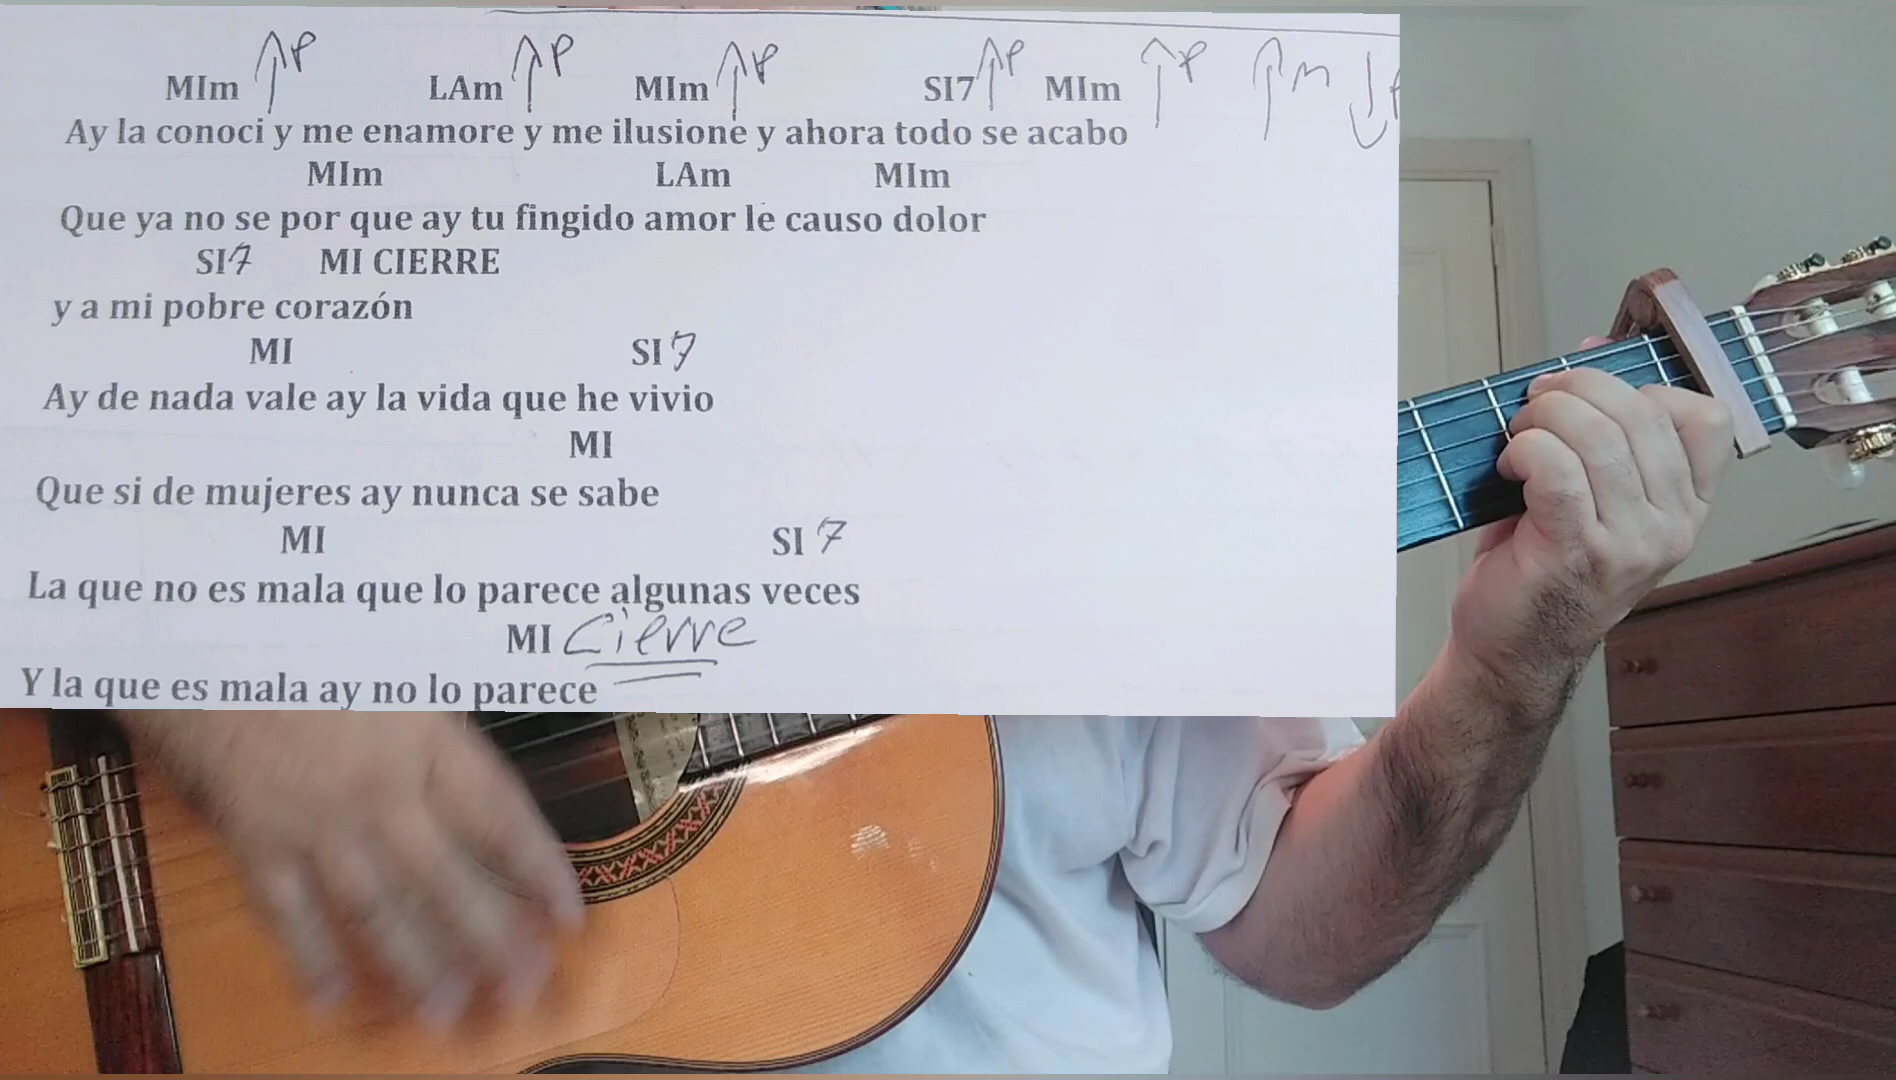 MIm ↑P LAm ↑P MIm ↑P SI7 ↑P MIm ↑P ↑m ↓
Ay la conoci y me enamore y me ilusione y ahora todo se acabo
MIm LAm MIm
Que ya no se por que ay tu fingido amor le causo dolor
SI7 MI CIERRE
y a mi pobre corazón
MI SI7
Ay de nada vale ay la vida que he vivio
MI
Que si de mujeres ay nunca se sabe
MI SI7
La que no es mala que lo parece algunas veces
MI Cierre
Y la que es mala ay no lo parece